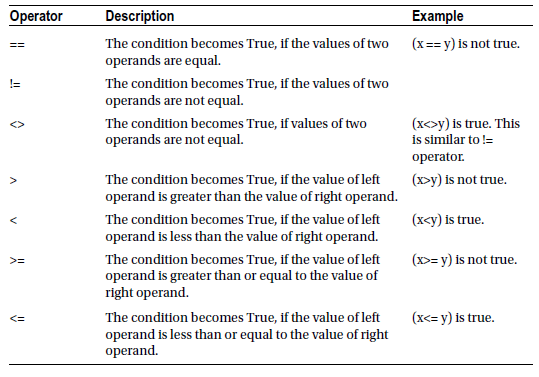 Operator Description Example
== The condition becomes True, if the values of two (x == y) is not true.
operands are equal.
!= The condition becomes True, if the values of two
operands are not equal.
<> The condition becomes True, if values of two (x<>y) is true. This
operands are not equal. is similar to !=
operator.
> The condition becomes True, if the value of left (x>y) is not true.
operand is greater than the value of right operand.
< The condition becomes True, if the value of left (x<y) is true.
operand is less than the value of right operand.
>= The condition becomes True, if the value of left (x>= y) is not true.
operand is greater than or equal to the value of
right operand.
<= The condition becomes True, if the value of left (x<= y) is true.
operand is less than or equal to the value of right
operand.